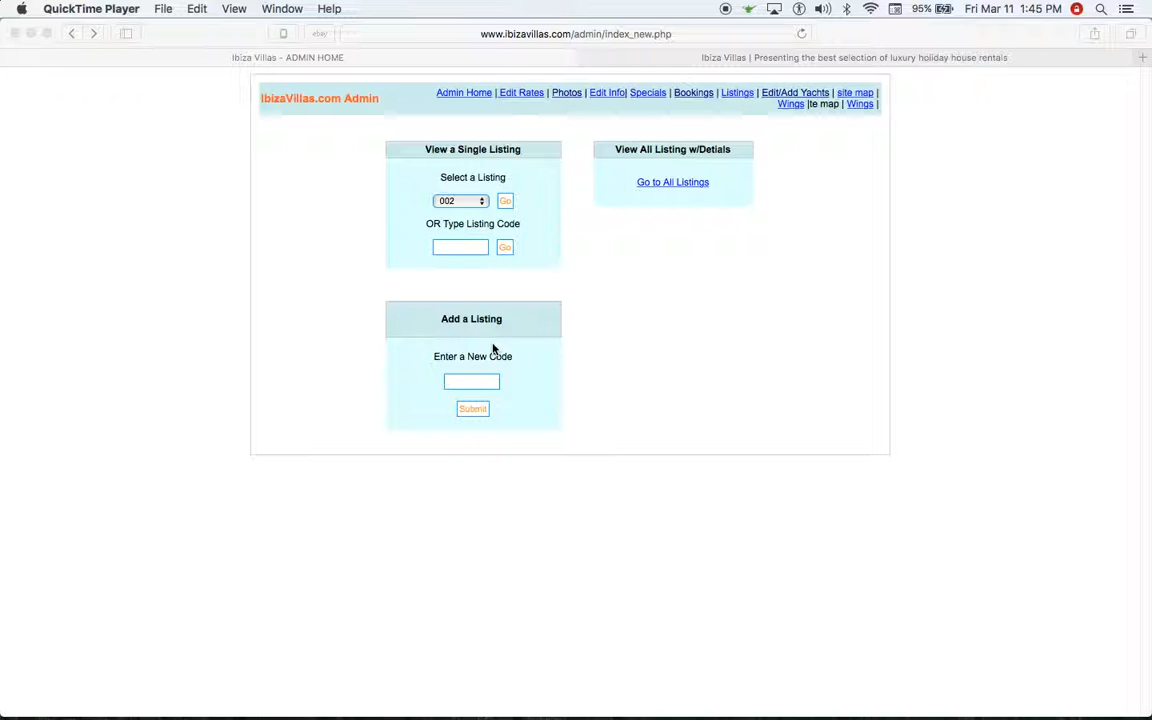 QuickTime Player File Edit View Window Help 95% Fri Mar 11 1:45 PM
ebay www.ibizavillas.com/admin/index_new.php
Ibiza Villas - ADMIN HOME Ibiza Villas | Presenting the best selection of luxury holiday house rentals
IbizaVillas.com Admin Admin Home | Edit Rates | Photos | Edit Info| Specials | Bookings | Listings | Edit/Add Yachts | site map |
Wings |te map | Wings |
View a Single Listing
Select a Listing
002 Go
OR Type Listing Code
Go
View All Listing w/Detials
Go to All Listings
Add a Listing
Enter a New Code
Submit